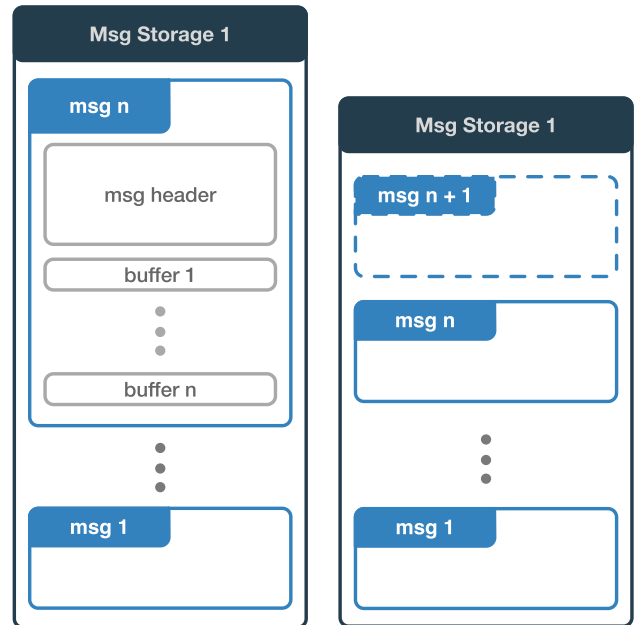 Msg Storage 1
msg n
msg header
buffer 1
buffer n
msg 1
Msg Storage 1
msg n + 1
msg n
msg 1